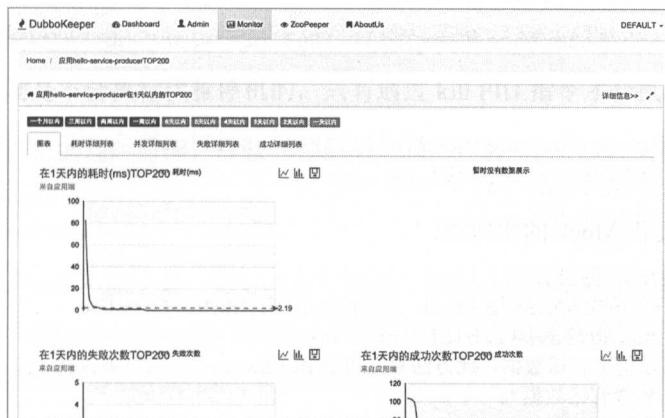 DubboKeeper Dashboard Admin Monitor ZooPeeper AboutUs DEFAULT
Home / 应用hello-service-producerTOP200
应用hello-service-producer在1天以内的TOP200 详细信息>>
一个月以内 三周以内 两周以内 一周以内 6天以内 5天以内 4天以内 3天以内 2天以内 一天以内
图表 耗时详细列表 并发详细列表 失败详细列表 成功详细列表
在1天内的耗时(ms)TOP200 耗时(ms) 暂时没有数据展示
来自应用端
100
80
60
40
20
0
2.19
在1天内的失败次数TOP200 失败次数 在1天内的成功次数TOP200 成功次数
来自应用端 来自应用端
5 120
4 100